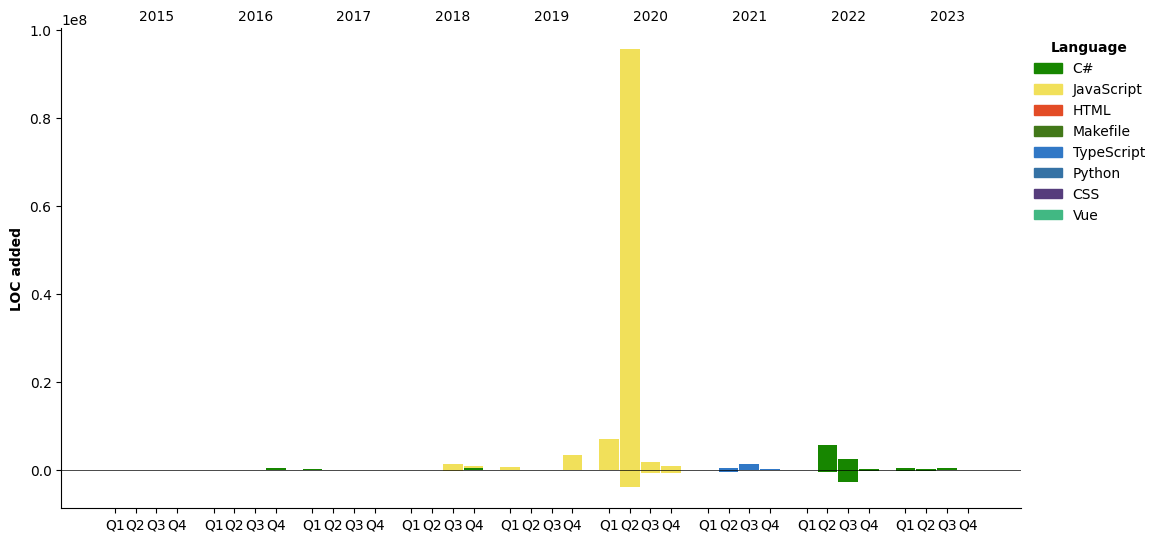 2015 2016 2017 2018 2019 2020 2021 2022 2023
1e8
1.0
0.8
0.6
0.4
0.2
0.0
LOC added
Q1 Q2 Q3 Q4 Q1 Q2 Q3 Q4 Q1 Q2 Q3 Q4 Q1 Q2 Q3 Q4 Q1 Q2 Q3 Q4 Q1 Q2 Q3 Q4 Q1 Q2 Q3 Q4 Q1 Q2 Q3 Q4 Q1 Q2 Q3 Q4
Language
C#
JavaScript
HTML
Makefile
TypeScript
Python
CSS
Vue